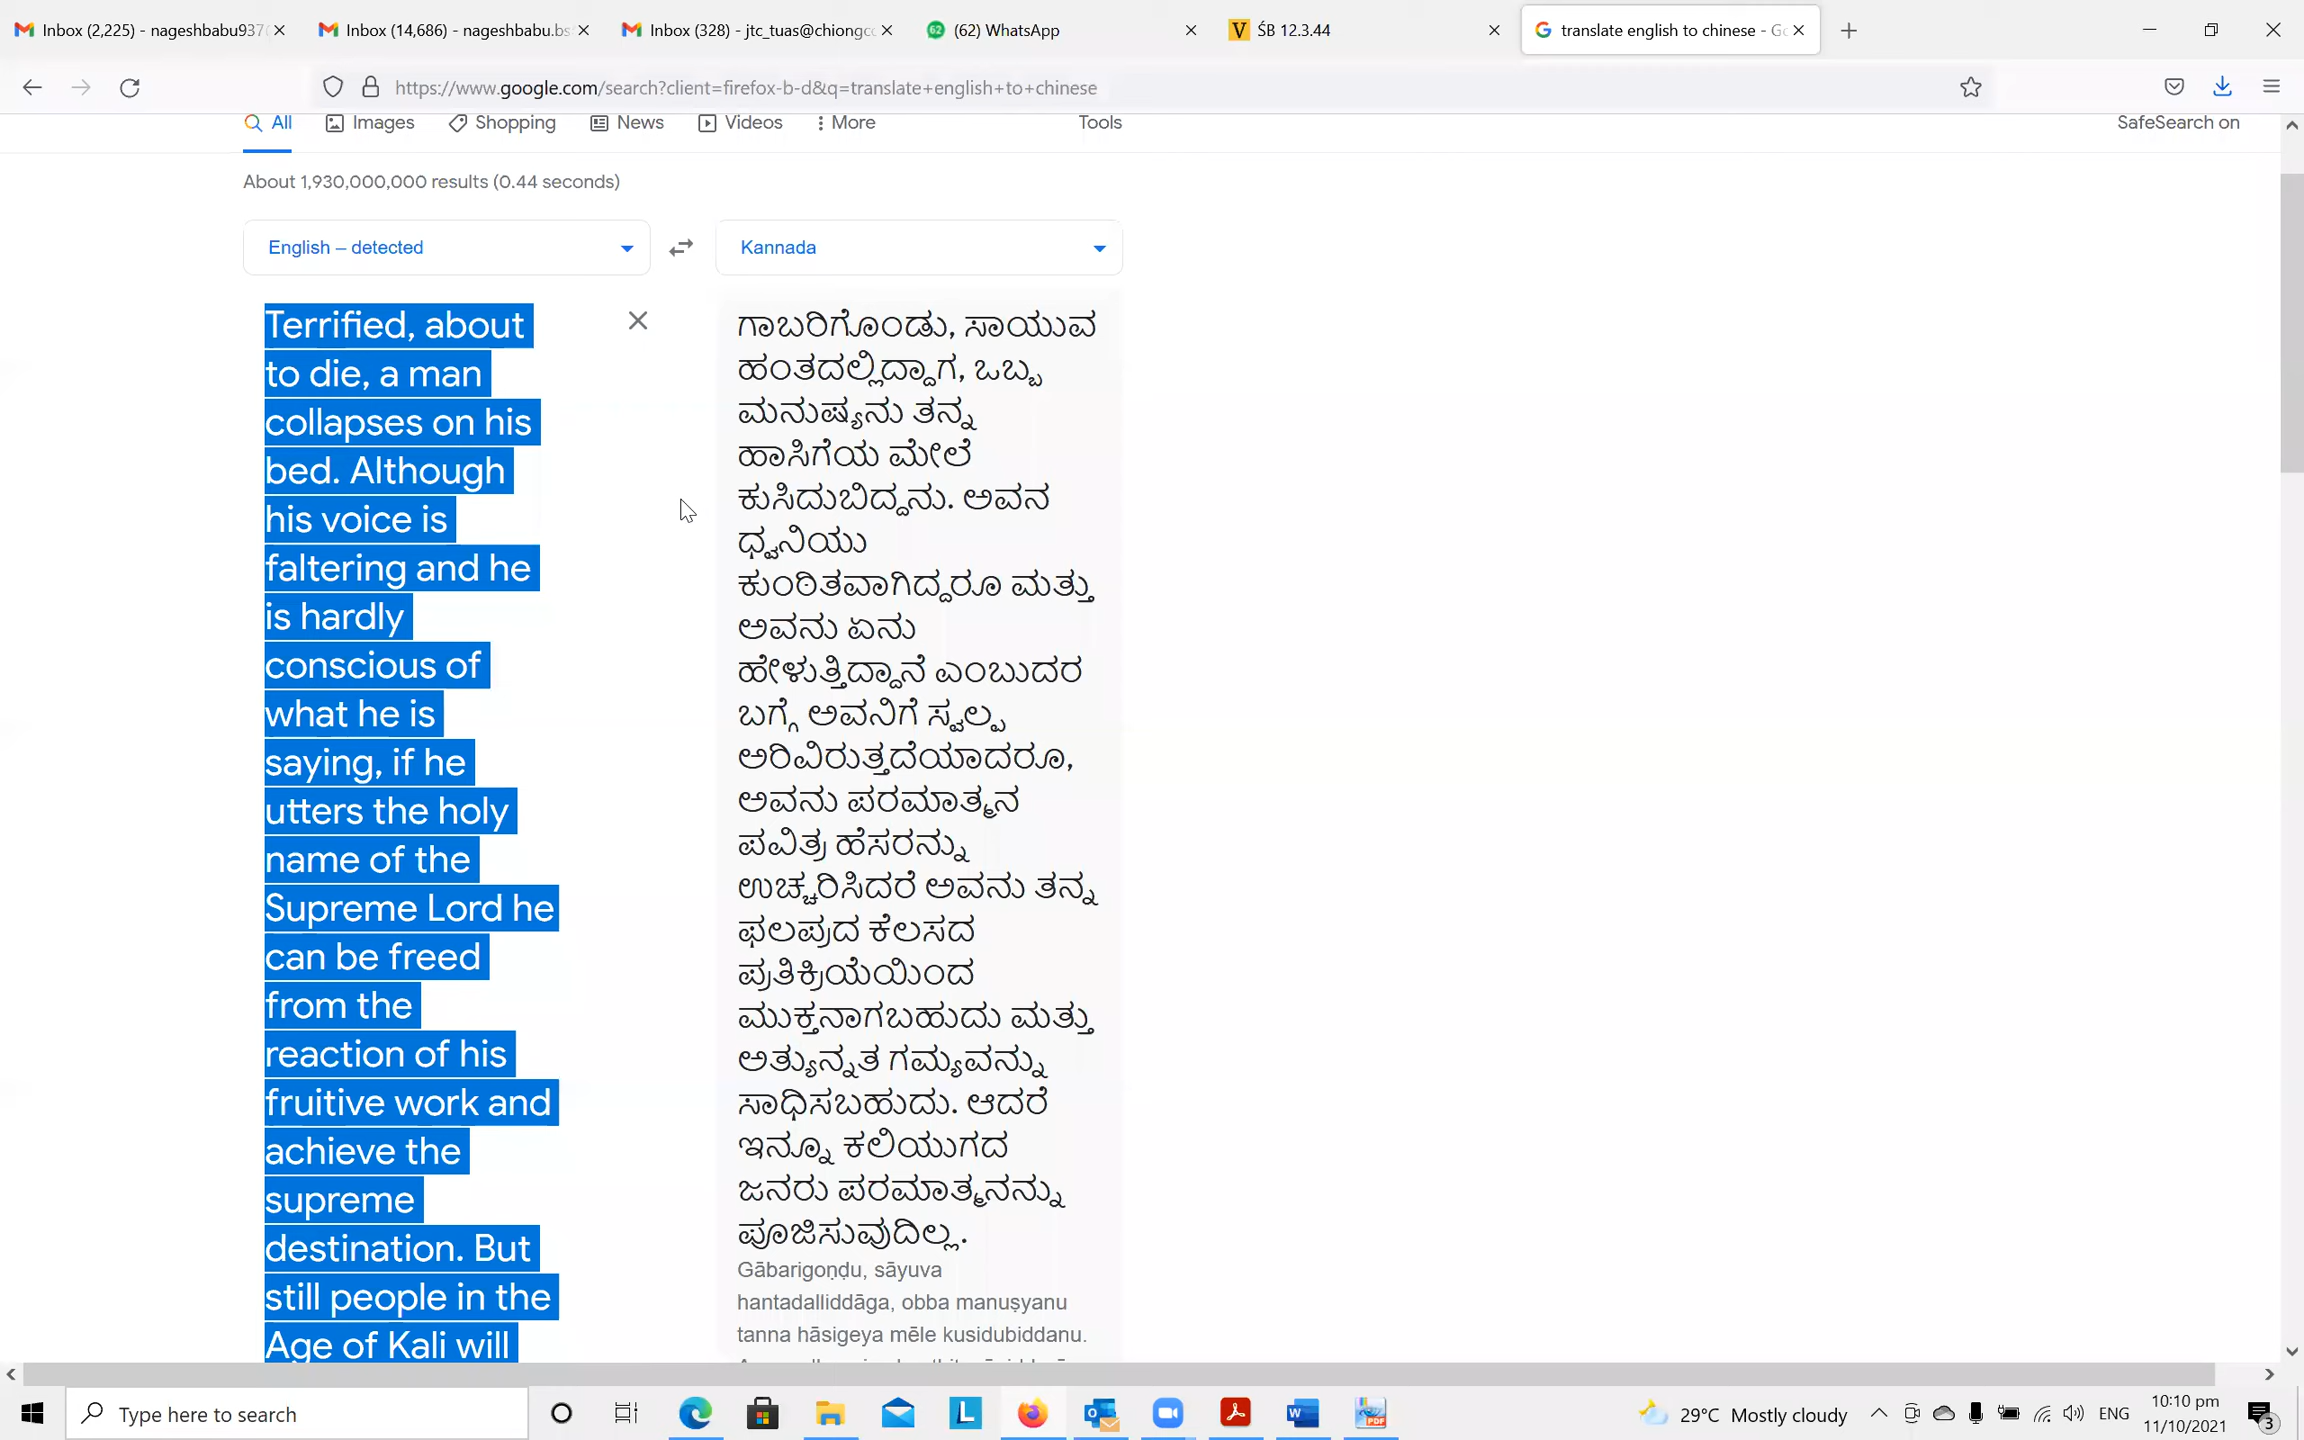 Inbox (2,225) - nageshbabu937
Inbox (14,686) - nageshbabu.bs
Inbox (328) - jtc_tuas@chiongcc
(62) WhatsApp
ŚB 12.3.44
translate english to chinese - Go
https://www.google.com/search?client=firefox-b-d&q=translate+english+to+chinese
All
Images
Shopping
News
Videos
More
Tools
SafeSearch on
About 1,930,000,000 results (0.44 seconds)
English – detected
Kannada
Terrified, about
to die, a man
collapses on his
bed. Although
his voice is
faltering and he
is hardly
conscious of
what he is
saying, if he
utters the holy
name of the
Supreme Lord he
can be freed
from the
reaction of his
fruitive work and
achieve the
supreme
destination. But
still people in the
Age of Kali will
ಗಾಬರಿಗೊಂಡು, ಸಾಯುವ
ಹಂತದಲ್ಲಿದ್ದಾಗ, ಒಬ್ಬ
ಮನುಷ್ಯನು ತನ್ನ
ಹಾಸಿಗೆಯ ಮೇಲೆ
ಕುಸಿದುಬಿದ್ದನು. ಅವನ
ಧ್ವನಿಯು
ಕುಂಠಿತವಾಗಿದ್ದರೂ ಮತ್ತು
ಅವನು ಏನು
ಹೇಳುತ್ತಿದ್ದಾನೆ ಎಂಬುದರ
ಬಗ್ಗೆ ಅವನಿಗೆ ಸ್ವಲ್ಪ
ಅರಿವಿರುತ್ತದೆಯಾದರೂ,
ಅವನು ಪರಮಾತ್ಮನ
ಪವಿತ್ರ ಹೆಸರನ್ನು
ಉಚ್ಚರಿಸಿದರೆ ಅವನು ತನ್ನ
ಫಲಪ್ರದ ಕೆಲಸದ
ಪ್ರತಿಕ್ರಿಯೆಯಿಂದ
ಮುಕ್ತನಾಗಬಹುದು ಮತ್ತು
ಅತ್ಯುನ್ನತ ಗಮ್ಯವನ್ನು
ಸಾಧಿಸಬಹುದು. ಆದರೆ
ಇನ್ನೂ ಕಲಿಯುಗದ
ಜನರು ಪರಮಾತ್ಮನನ್ನು
ಪೂಜಿಸುವುದಿಲ್ಲ.
Gābarigoṇḍu, sāyuva
hantadalliddāga, obba manuṣyanu
tanna hāsigeya mēle kusidubiddanu.
Type here to search
29°C Mostly cloudy
ENG
10:10 pm
11/10/2021
3